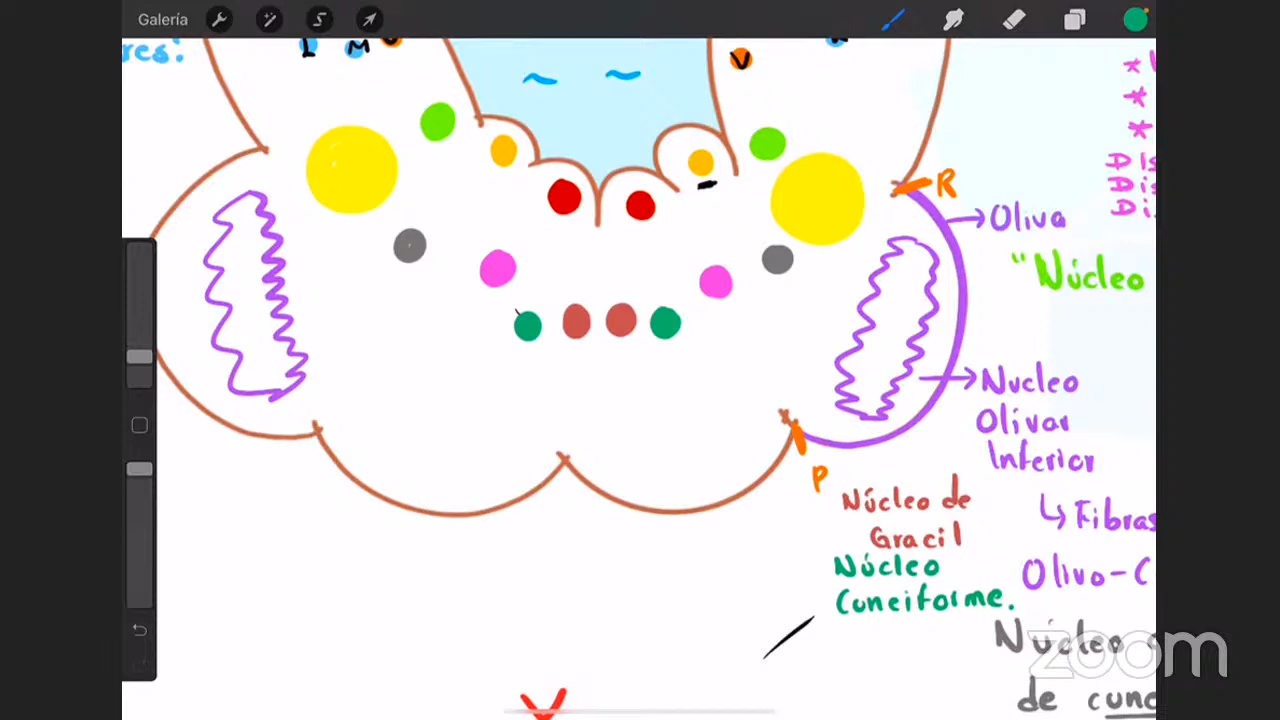 Galería
res:
I M
V
R
Oliva
"Núcleo
Nucleo
Olivar
Inferior
P
Núcleo de
Gracil
Núcleo
Cuneiforme.
↳ Fibras
Olivo-C
Núcleo
de cune
zoom